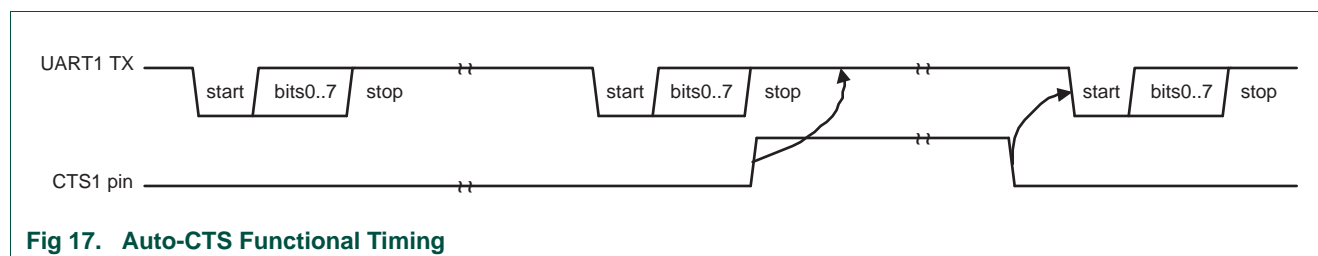 UART1 TX
start bits0..7 stop start bits0..7 stop start bits0..7 stop
CTS1 pin
Fig 17. Auto-CTS Functional Timing